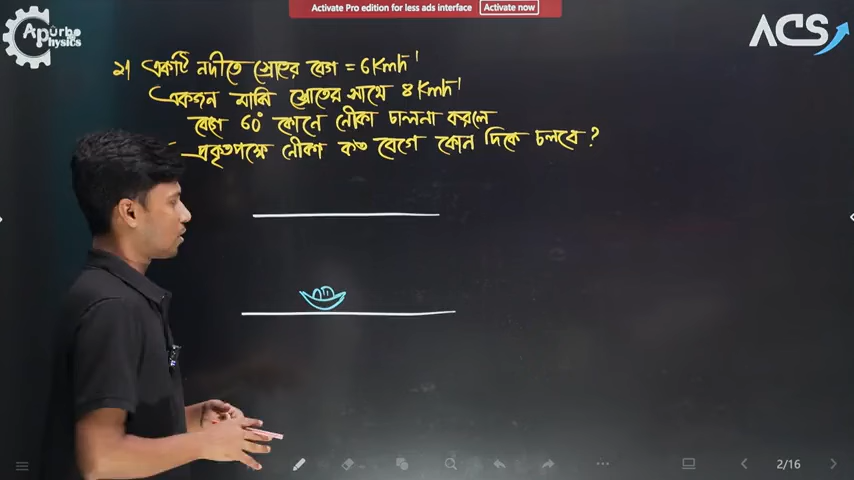 Activate Pro edition for less ads interface Activate now
Apurbo Physics
ACS
২। একটি নদীতে স্রোতের বেগ = 6 Kmh⁻¹
একজন মাঝি স্রোতের সাথে 8 Kmh⁻¹
বেগে 60° কোনে নৌকা চালনা করলে
প্রকৃতপক্ষে নৌকা কত বেগে কোন দিকে চলবে ?
2/16